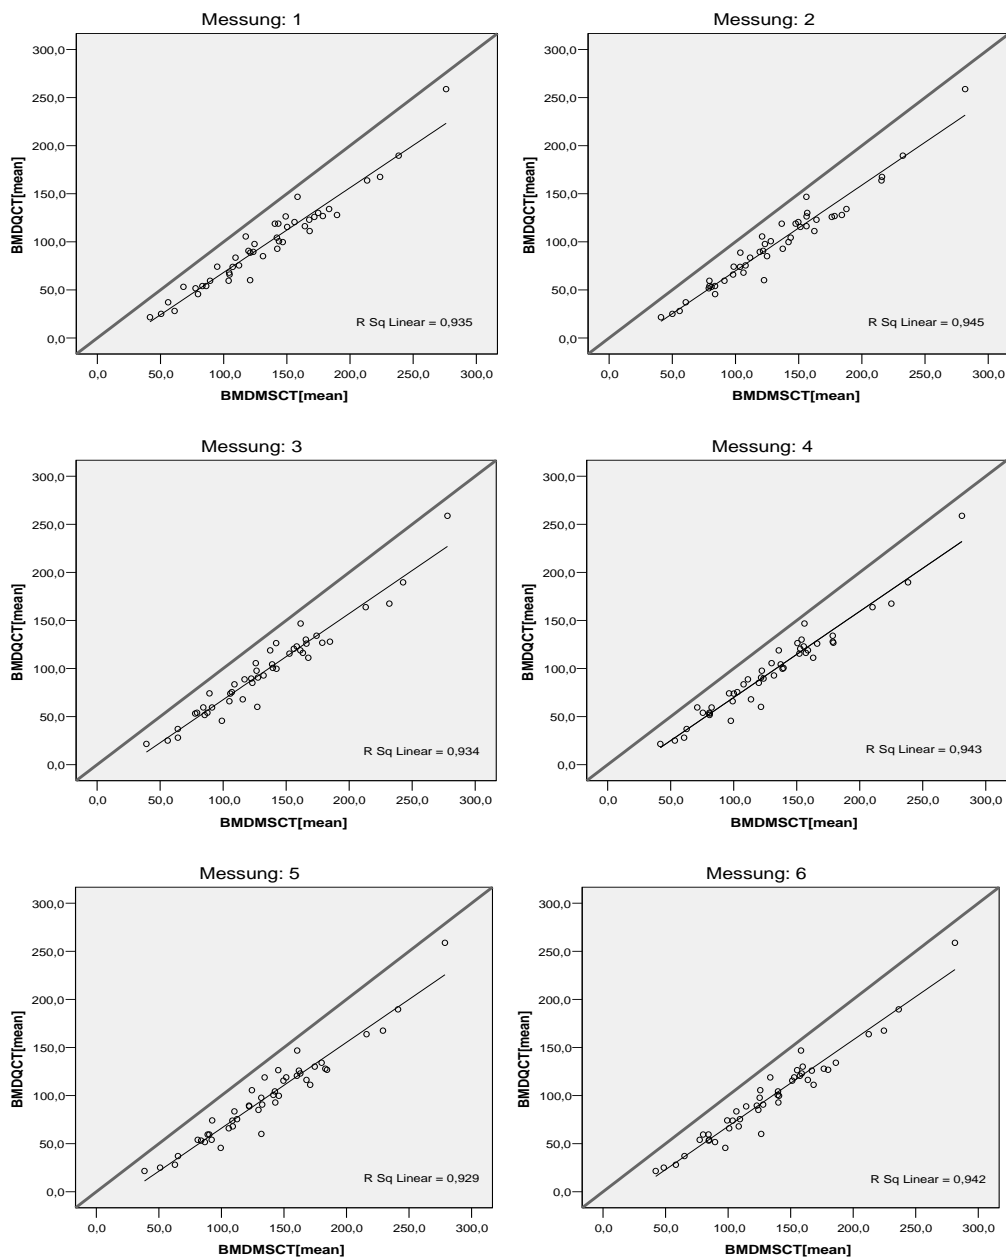 Messung: 1
300,0
250,0
200,0
150,0
100,0
50,0
0,0
BMDQCT[mean]
R Sq Linear = 0,935
0,0 50,0 100,0 150,0 200,0 250,0 300,0
BMDMSCT[mean]
Messung: 2
300,0
250,0
200,0
150,0
100,0
50,0
0,0
BMDQCT[mean]
R Sq Linear = 0,945
0,0 50,0 100,0 150,0 200,0 250,0 300,0
BMDMSCT[mean]
Messung: 3
300,0
250,0
200,0
150,0
100,0
50,0
0,0
BMDQCT[mean]
R Sq Linear = 0,934
0,0 50,0 100,0 150,0 200,0 250,0 300,0
BMDMSCT[mean]
Messung: 4
300,0
250,0
200,0
150,0
100,0
50,0
0,0
BMDQCT[mean]
R Sq Linear = 0,943
0,0 50,0 100,0 150,0 200,0 250,0 300,0
BMDMSCT[mean]
Messung: 5
300,0
250,0
200,0
150,0
100,0
50,0
0,0
BMDQCT[mean]
R Sq Linear = 0,929
0,0 50,0 100,0 150,0 200,0 250,0 300,0
BMDMSCT[mean]
Messung: 6
300,0
250,0
200,0
150,0
100,0
50,0
0,0
BMDQCT[mean]
R Sq Linear = 0,942
0,0 50,0 100,0 150,0 200,0 250,0 300,0
BMDMSCT[mean]